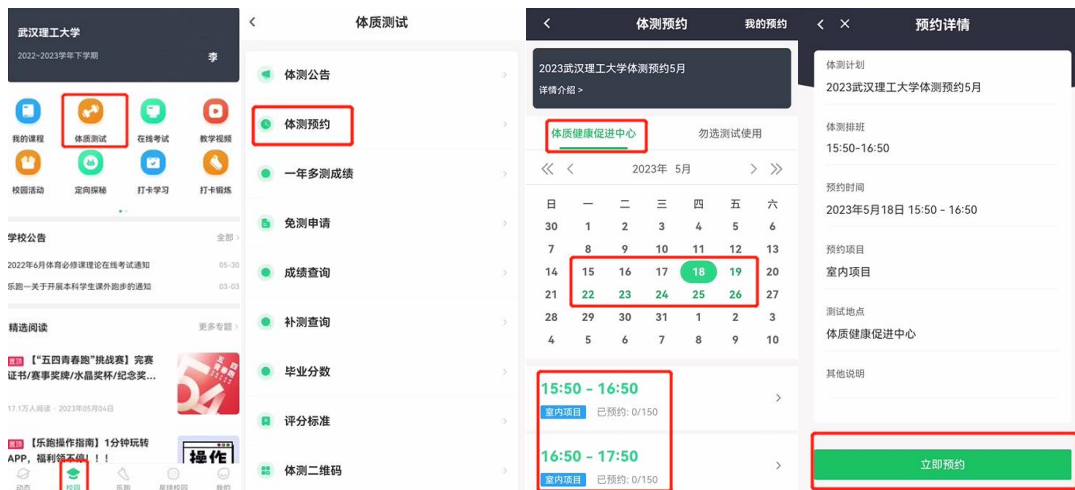 武汉理工大学
2022~2023学年下学期
李
我的课程
体质测试
在线考试
教学视频
校园活动
定向探秘
打卡学习
打卡锻炼
学校公告
全部 >
2022年6月体育必修课理论在线考试通知
05-30
乐跑—关于开展本科学生课外跑步的通知
03-03
精选阅读
更多专题 >
置顶 【“五四青春跑”挑战赛】完赛
证书/赛事奖牌/水晶奖杯/纪念奖...
17.1万人阅读 · 2023年05月04日
置顶 【乐跑操作指南】1分钟玩转
APP，福利领不停！！！
操作
动态
校园
乐跑
星球校园
我的
<
体质测试
体测公告
体测预约
一年多测成绩
免测申请
成绩查询
补测查询
毕业分数
评分标准
体测二维码
<
体测预约
我的预约
2023武汉理工大学体测预约5月
详情介绍 >
体质健康促进中心
勿选测试使用
2023年 5月
日 一 二 三 四 五 六
30 1 2 3 4 5 6
7 8 9 10 11 12 13
14 15 16 17 18 19 20
21 22 23 24 25 26 27
28 29 30 31 1 2 3
4 5 6 7 8 9 10
15:50 - 16:50
室内项目 已预约: 0/150
16:50 - 17:50
室内项目 已预约: 0/150
< ×
预约详情
体测计划
2023武汉理工大学体测预约5月
体测排班
15:50-16:50
预约时间
2023年5月18日 15:50 - 16:50
预约项目
室内项目
测试地点
体质健康促进中心
其他说明
立即预约